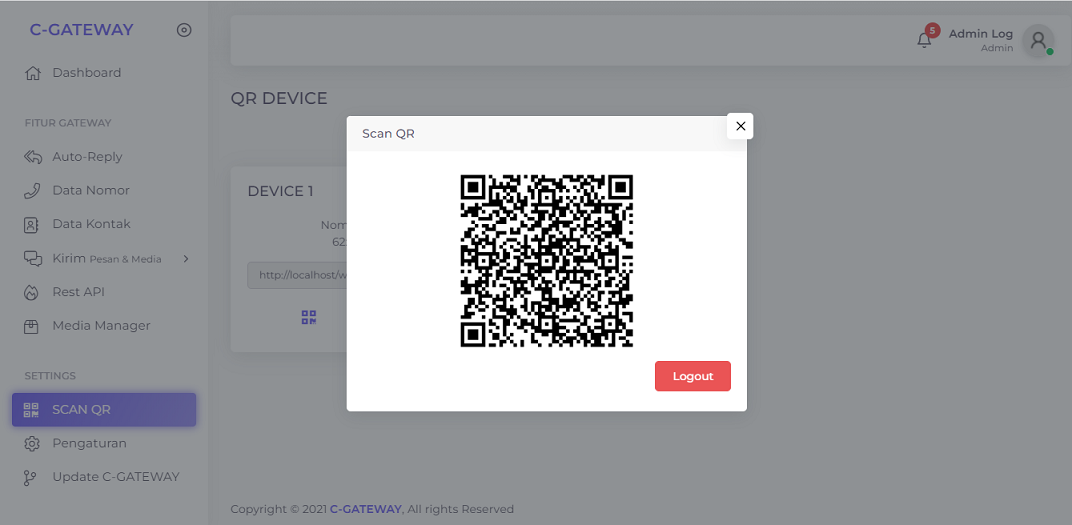 C-GATEWAY
5
Admin Log
Admin
Dashboard
QR DEVICE
FITUR GATEWAY
Scan QR
Auto-Reply
Data Nomor
DEVICE 1
Data Kontak
62
Kirim Pesan & Media
http://localhost/w
Rest API
Media Manager
SETTINGS
Logout
SCAN QR
Pengaturan
Update C-GATEWAY
Copyright © 2021 C-GATEWAY, All rights Reserved